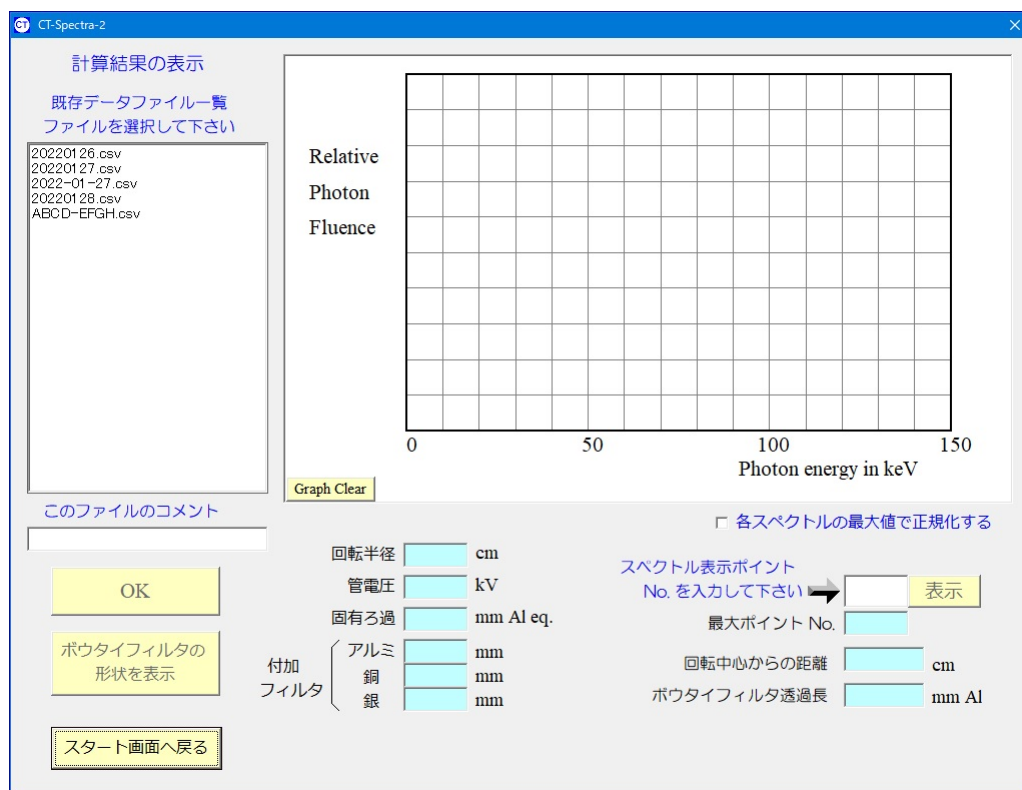 CT CT-Spectra-2
計算結果の表示
既存データファイル一覧
ファイルを選択して下さい
20220126.csv
20220127.csv
2022-01-27.csv
20220128.csv
ABCD-EFGH.csv
このファイルのコメント
OK
ボウタイフィルタの
形状を表示
スタート画面へ戻る
Relative
Photon
Fluence
0 50 100 150
Photon energy in keV
Graph Clear
各スペクトルの最大値で正規化する
回転半径 cm
管電圧 kV
固有ろ過 mm Al eq.
付加
フィルタ
アルミ mm
銅 mm
銀 mm
スペクトル表示ポイント
No. を入力して下さい 表示
最大ポイント No.
回転中心からの距離 cm
ボウタイフィルタ透過長 mm Al